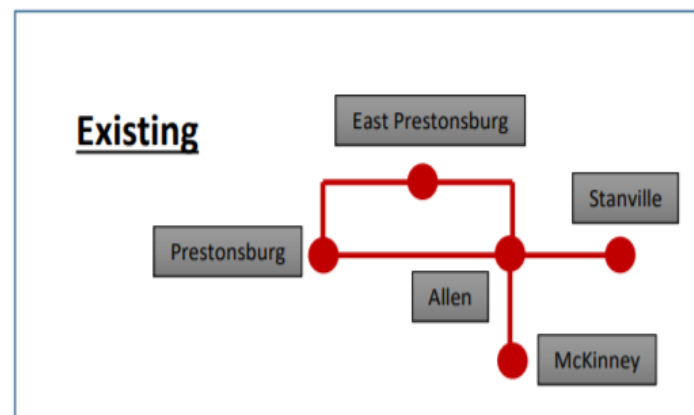 Existing
East Prestonsburg
Stanville
Prestonsburg
Allen
McKinney